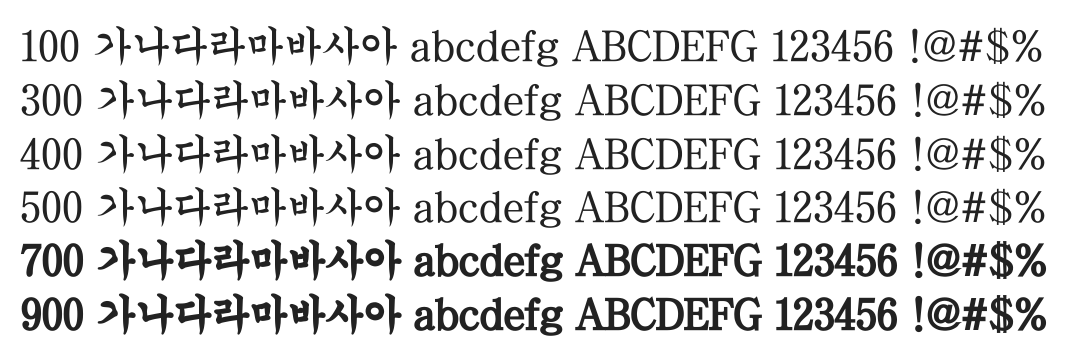 100 가나다라마바사아 abcdefg ABCDEFG 123456 !@#$%
300 가나다라마바사아 abcdefg ABCDEFG 123456 !@#$%
400 가나다라마바사아 abcdefg ABCDEFG 123456 !@#$%
500 가나다라마바사아 abcdefg ABCDEFG 123456 !@#$%
700 가나다라마바사아 abcdefg ABCDEFG 123456 !@#$%
900 가나다라마바사아 abcdefg ABCDEFG 123456 !@#$%